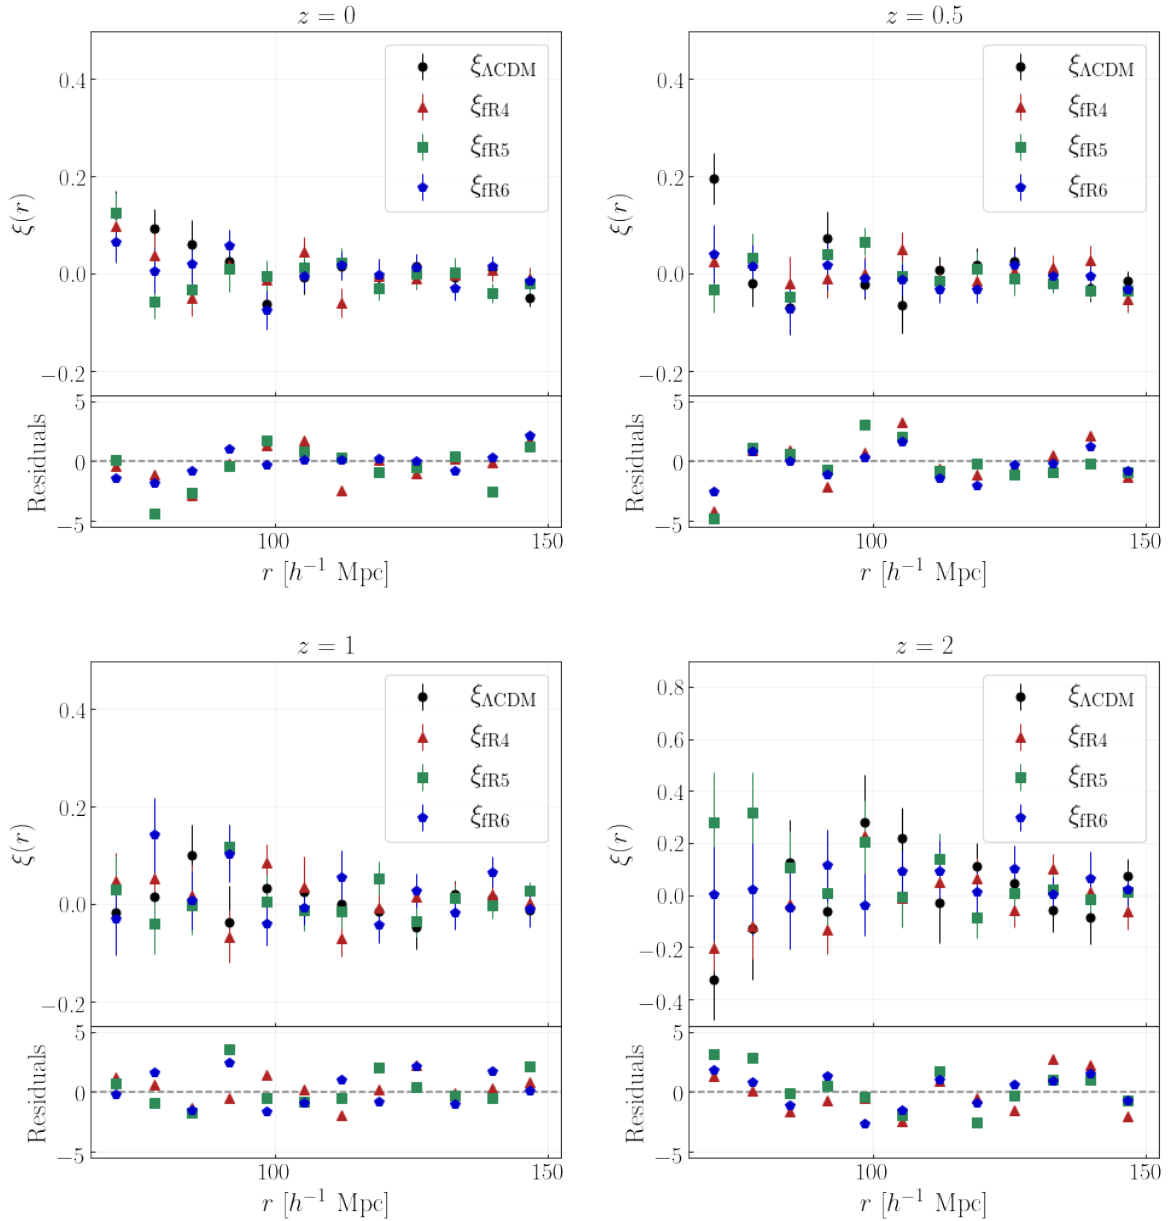 z = 0
0.4
0.2
0.0
−0.2
ξ(r)
ξΛCDM
ξfR4
ξfR5
ξfR6
5
0
−5
Residuals
100
150
r [h⁻¹ Mpc]
z = 0.5
0.4
0.2
0.0
−0.2
ξ(r)
ξΛCDM
ξfR4
ξfR5
ξfR6
5
0
−5
Residuals
100
150
r [h⁻¹ Mpc]
z = 1
0.4
0.2
0.0
−0.2
ξ(r)
ξΛCDM
ξfR4
ξfR5
ξfR6
5
0
−5
Residuals
100
150
r [h⁻¹ Mpc]
z = 2
0.8
0.6
0.4
0.2
0.0
−0.2
−0.4
ξ(r)
ξΛCDM
ξfR4
ξfR5
ξfR6
5
0
−5
Residuals
100
150
r [h⁻¹ Mpc]